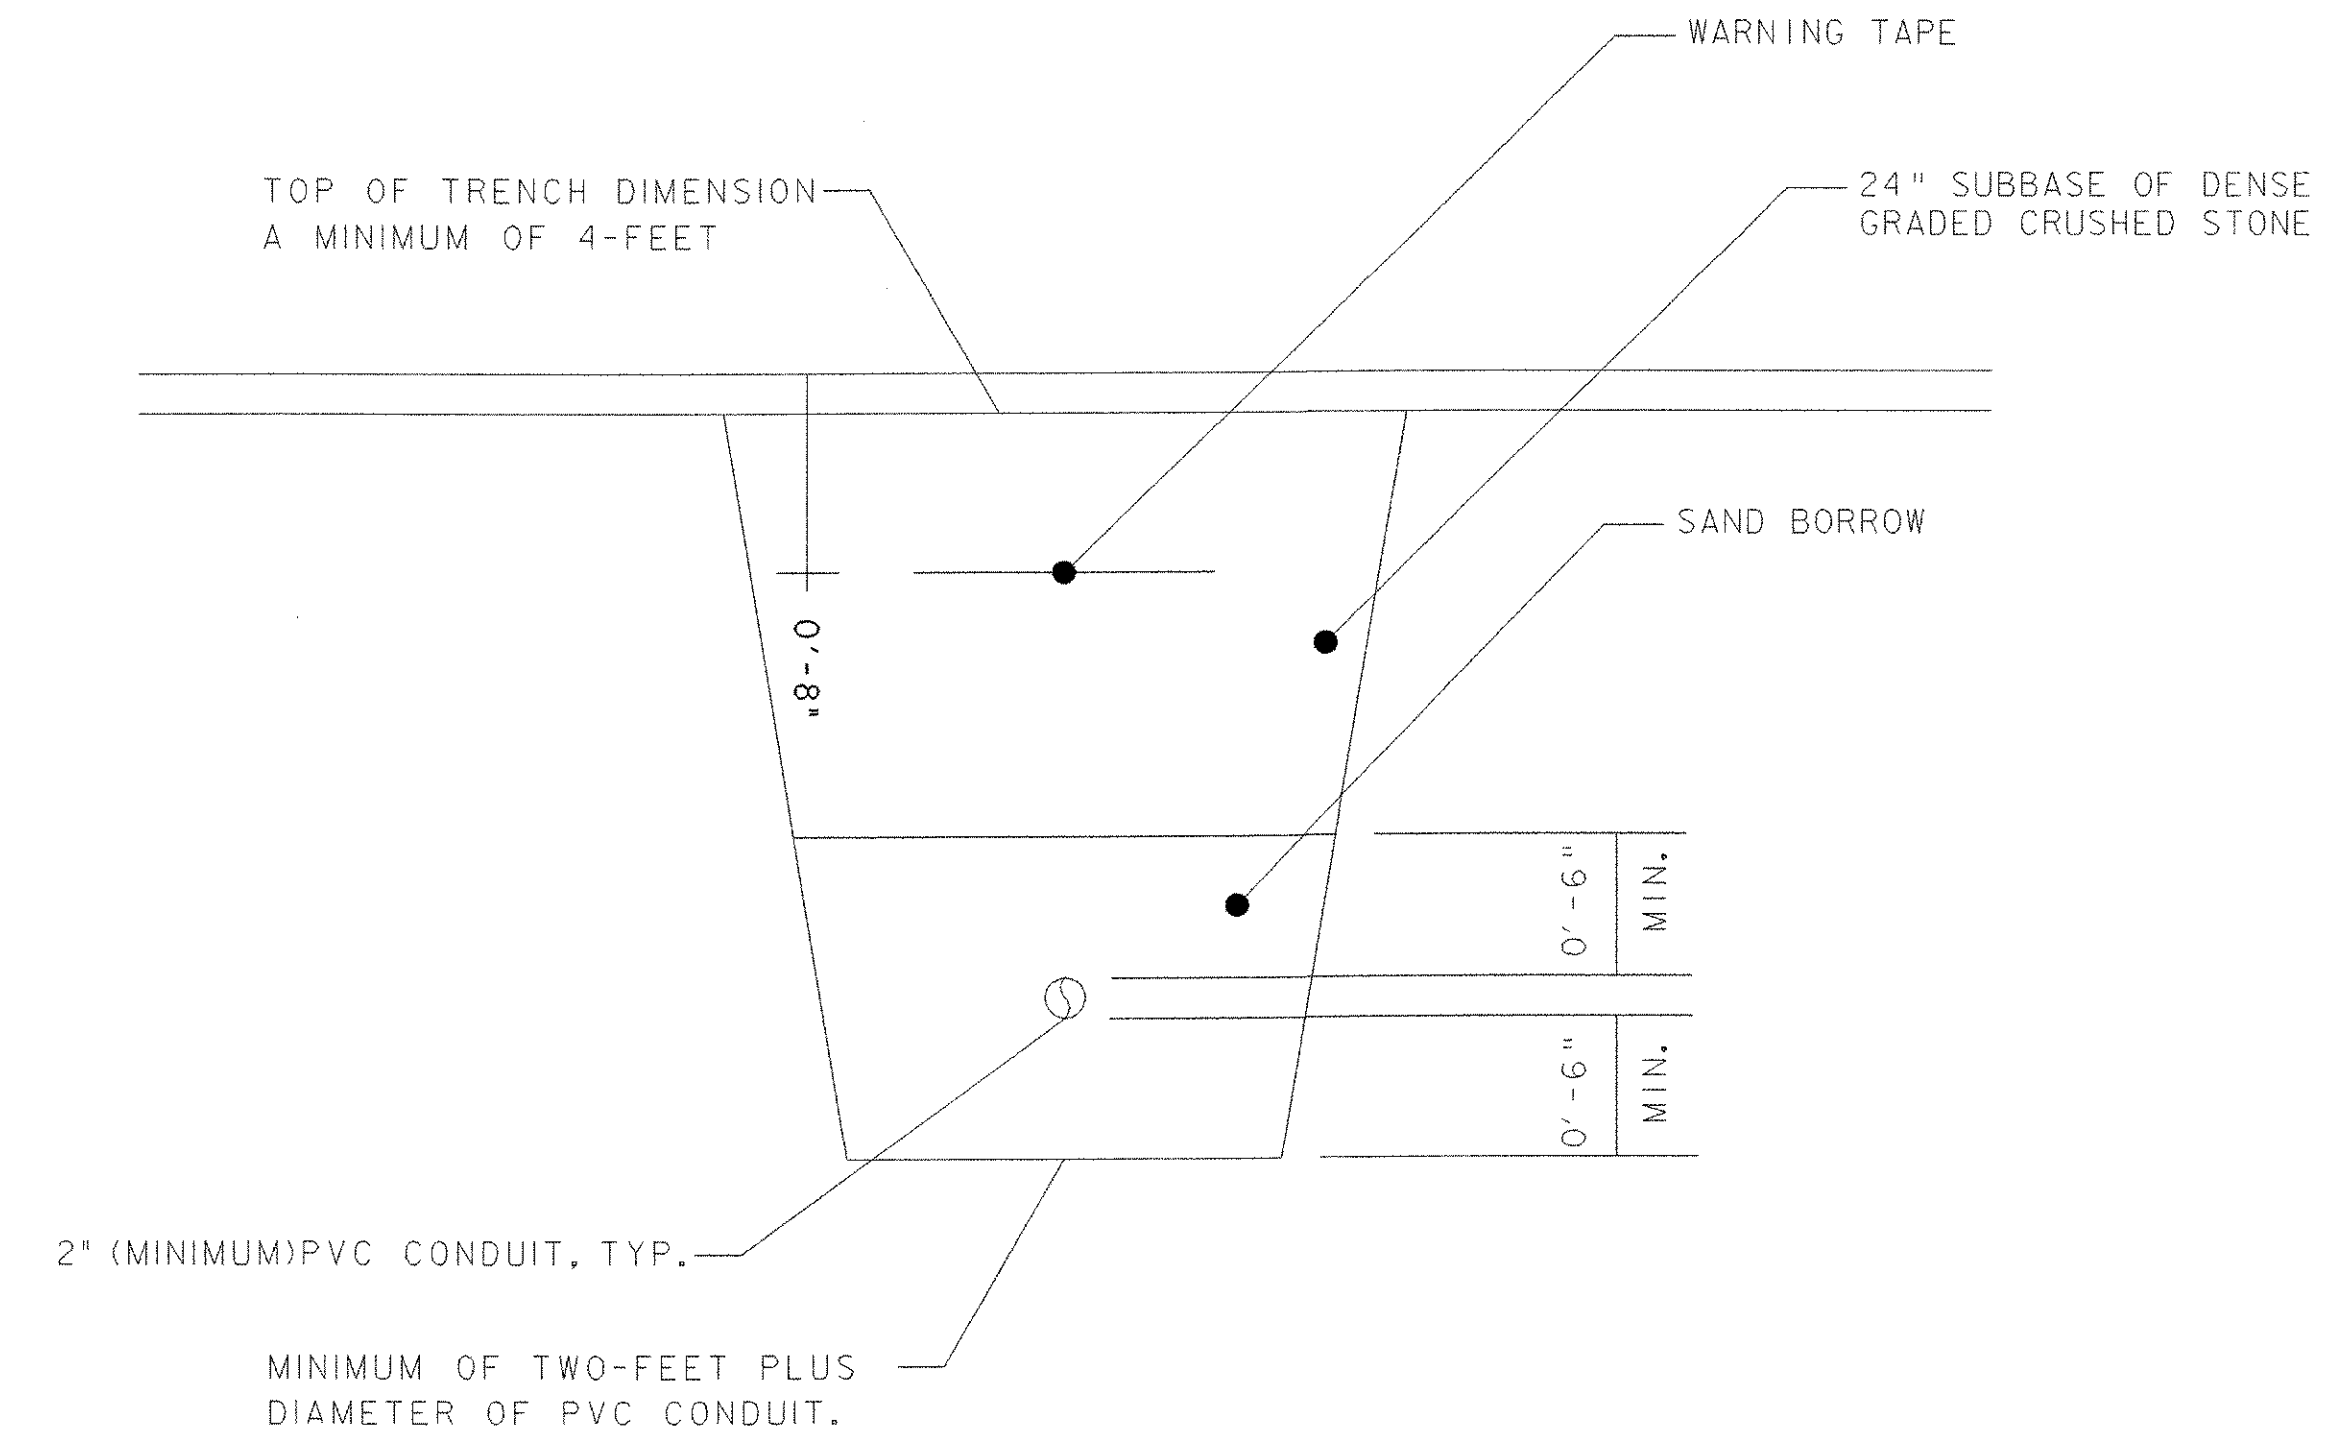 WARNING TAPE
TOP OF TRENCH DIMENSION
A MINIMUM OF 4-FEET
24" SUBBASE OF DENSE
GRADED CRUSHED STONE
SAND BORROW
0'-8"
0'-6"
MIN.
0'-6"
MIN.
2" (MINIMUM)PVC CONDUIT, TYP.
MINIMUM OF TWO-FEET PLUS
DIAMETER OF PVC CONDUIT.